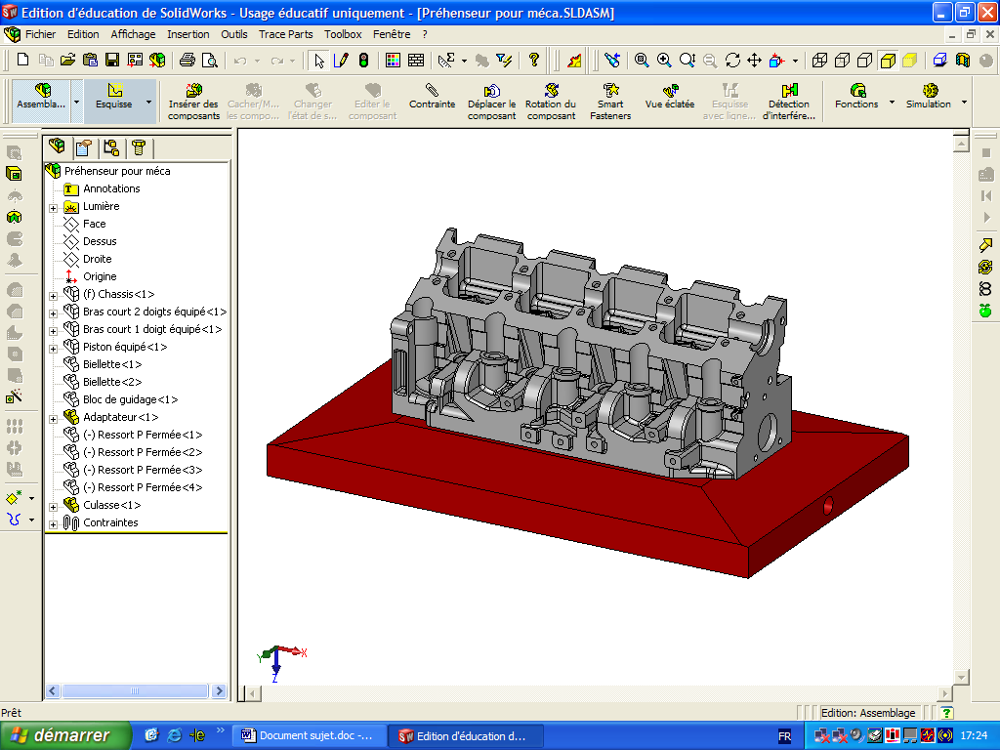 Edition d'éducation de SolidWorks - Usage éducatif uniquement - [Préhenseur pour méca.SLDASM]
Fichier Edition Affichage Insertion Outils Trace Parts Toolbox Fenêtre ?
Assembla... Esquisse Insérer des composants Cacher/M... les compo... Changer l'état de s... Editer le composant Contrainte Déplacer le composant Rotation du composant Smart Fasteners Vue éclatée Esquisse avec ligne... Détection d'interfére... Fonctions Simulation
Préhenseur pour méca
Annotations
Lumière
Face
Dessus
Droite
Origine
(f) Chassis<1>
Bras court 2 doigts équipé<1>
Bras court 1 doigt équipé<1>
Piston équipé<1>
Biellette<1>
Biellette<2>
Bloc de guidage<1>
Adaptateur<1>
(-) Ressort P Fermée<1>
(-) Ressort P Fermée<2>
(-) Ressort P Fermée<3>
(-) Ressort P Fermée<4>
Culasse<1>
Contraintes
Y X
Z
Prêt Edition: Assemblage ?
démarrer Document sujet.doc -... Edition d'éducation d... FR 17:24